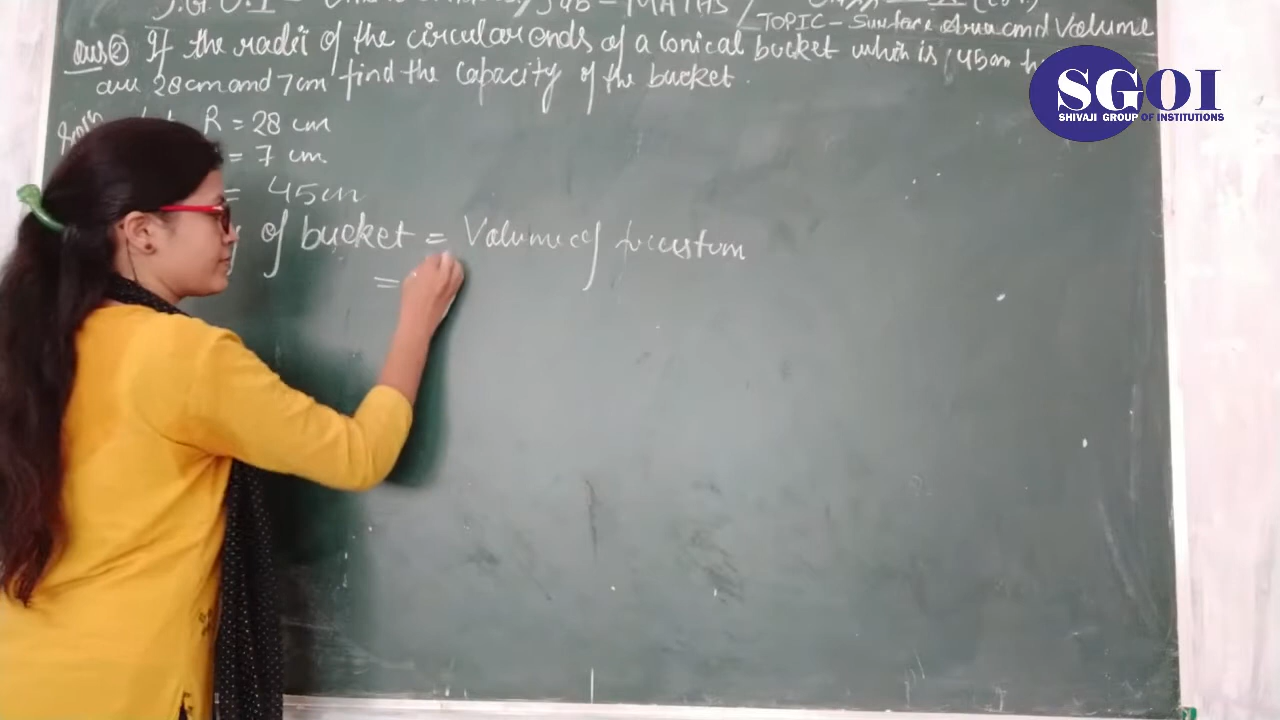 MATHS /
TOPIC - Surface Area and Volume
Ques② If the radii of the circular ends of a conical bucket which is 45cm
are 28cm and 7cm find the capacity of the bucket.
R = 28 cm
= 7 cm
= 45cm
of bucket = Volume of frustum
=
SGOI
SHIVAJI GROUP OF INSTITUTIONS